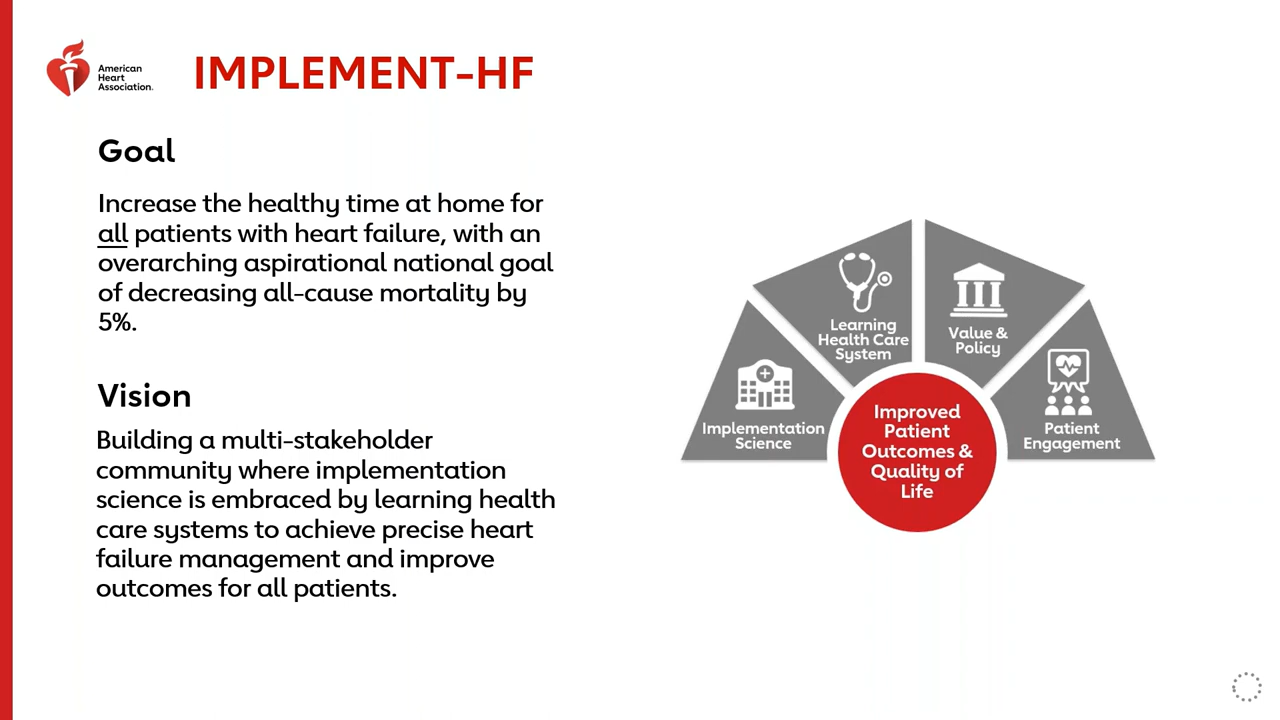 American
Heart
Association.
IMPLEMENT-HF
Goal
Increase the healthy time at home for
all patients with heart failure, with an
overarching aspirational national goal
of decreasing all-cause mortality by
5%.
Vision
Building a multi-stakeholder
community where implementation
science is embraced by learning health
care systems to achieve precise heart
failure management and improve
outcomes for all patients.
Implementation
Science
Learning
Health Care
System
Value &
Policy
Patient
Engagement
Improved
Patient
Outcomes &
Quality of
Life